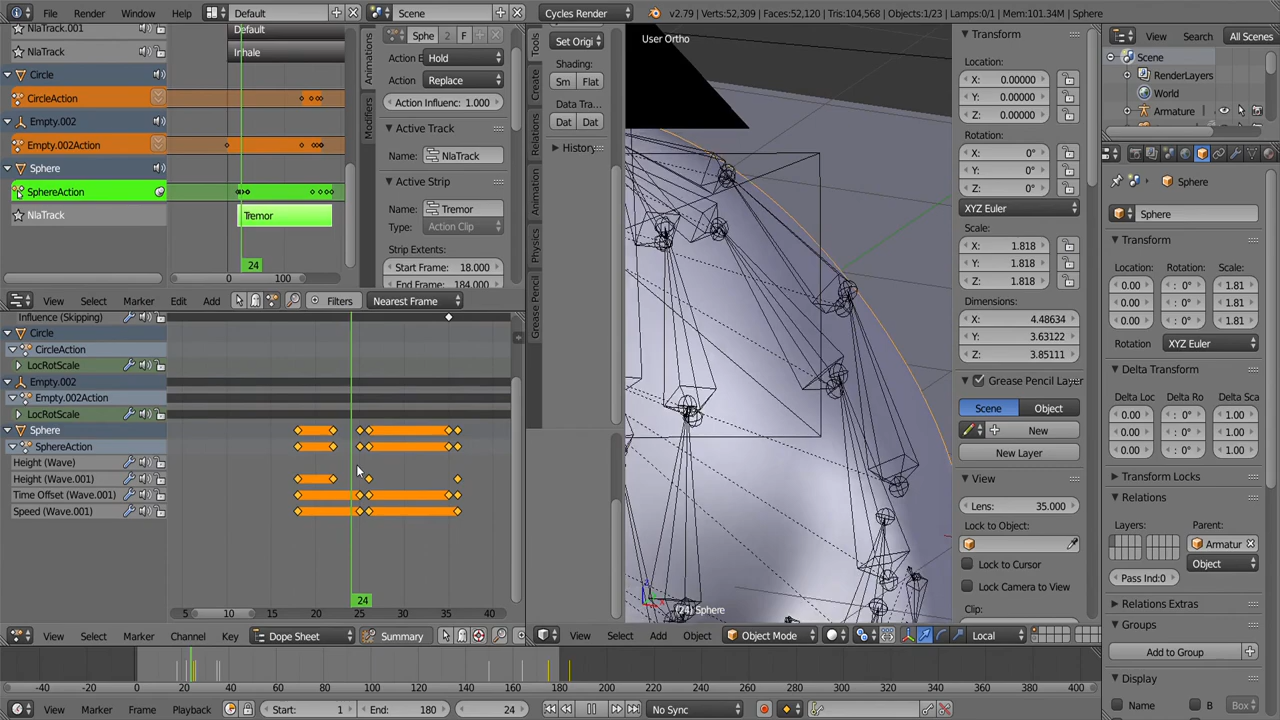 File Render Window Help Default Scene Cycles Render v2.79 | Verts:52,309 | Faces:52,120 | Tris:104,568 | Objects:1/23 | Lamps:0/1 | Mem:101.34M | Sphere
NlaTrack.001
Default
NlaTrack
Inhale
Circle
CircleAction
Empty.002
Empty.002Action
Sphere
SphereAction
NlaTrack
Tremor
24
0 100
View Select Marker Edit Add Filters Nearest Frame
Animations
Modifiers
Sphe 2 F
Action E Hold
Action Replace
Action Influenc: 1.000
Active Track
Name: NlaTrack
Active Strip
Name: Tremor
Type: Action Clip
Strip Extents:
Start Frame: 18.000
End Frame: 184.000
Influence (Skipping)
Circle
CircleAction
LocRotScale
Empty.002
Empty.002Action
LocRotScale
Sphere
SphereAction
Height (Wave)
Height (Wave.001)
Time Offset (Wave.001)
Speed (Wave.001)
24
5 10 20 30 40
View Select Marker Channel Key Dope Sheet Summary
Tools
Create
Relations
Animation
Physics
Grease Pencil
Set Origi
Shading:
Sm Flat
Data Tra...
Dat Dat
History
User Ortho
(24) Sphere
View Select Add Object Object Mode Local
Transform
Location:
X: 0.00000
Y: 0.00000
Z: 0.00000
Rotation:
X: 0°
Y: 0°
Z: 0°
XYZ Euler
Scale:
X: 1.818
Y: 1.818
Z: 1.818
Dimensions:
X: 4.48634
Y: 3.63122
Z: 3.85111
Grease Pencil Layer
Scene Object
New
New Layer
View
Lens: 35.000
Lock to Object:
Lock to Cursor
Lock Camera to View
Clip:
View Search All Scenes
Scene
RenderLayers
World
Armature
Sphere
Sphere
Transform
Location: Rotation: Scale:
0.00 : 0° 1.81
0.00 : 0° 1.81
0.00 : 0° 1.81
Rotation XYZ Euler
Delta Transform
Delta Loc Delta Ro Delta Sca
0.00 : 0° 1.00
0.00 : 0° 1.00
0.00 : 0° 1.00
Transform Locks
Relations
Layers: Parent:
Armatur
Pass Ind:0 Object
Relations Extras
Groups
Add to Group
Display
Name B Box
-40 -20 0 20 40 60 80 100 120 140 160 180 200 220 240 260 280 300 320 340 360 380 400
View Marker Frame Playback Start: 1 End: 180 24 No Sync